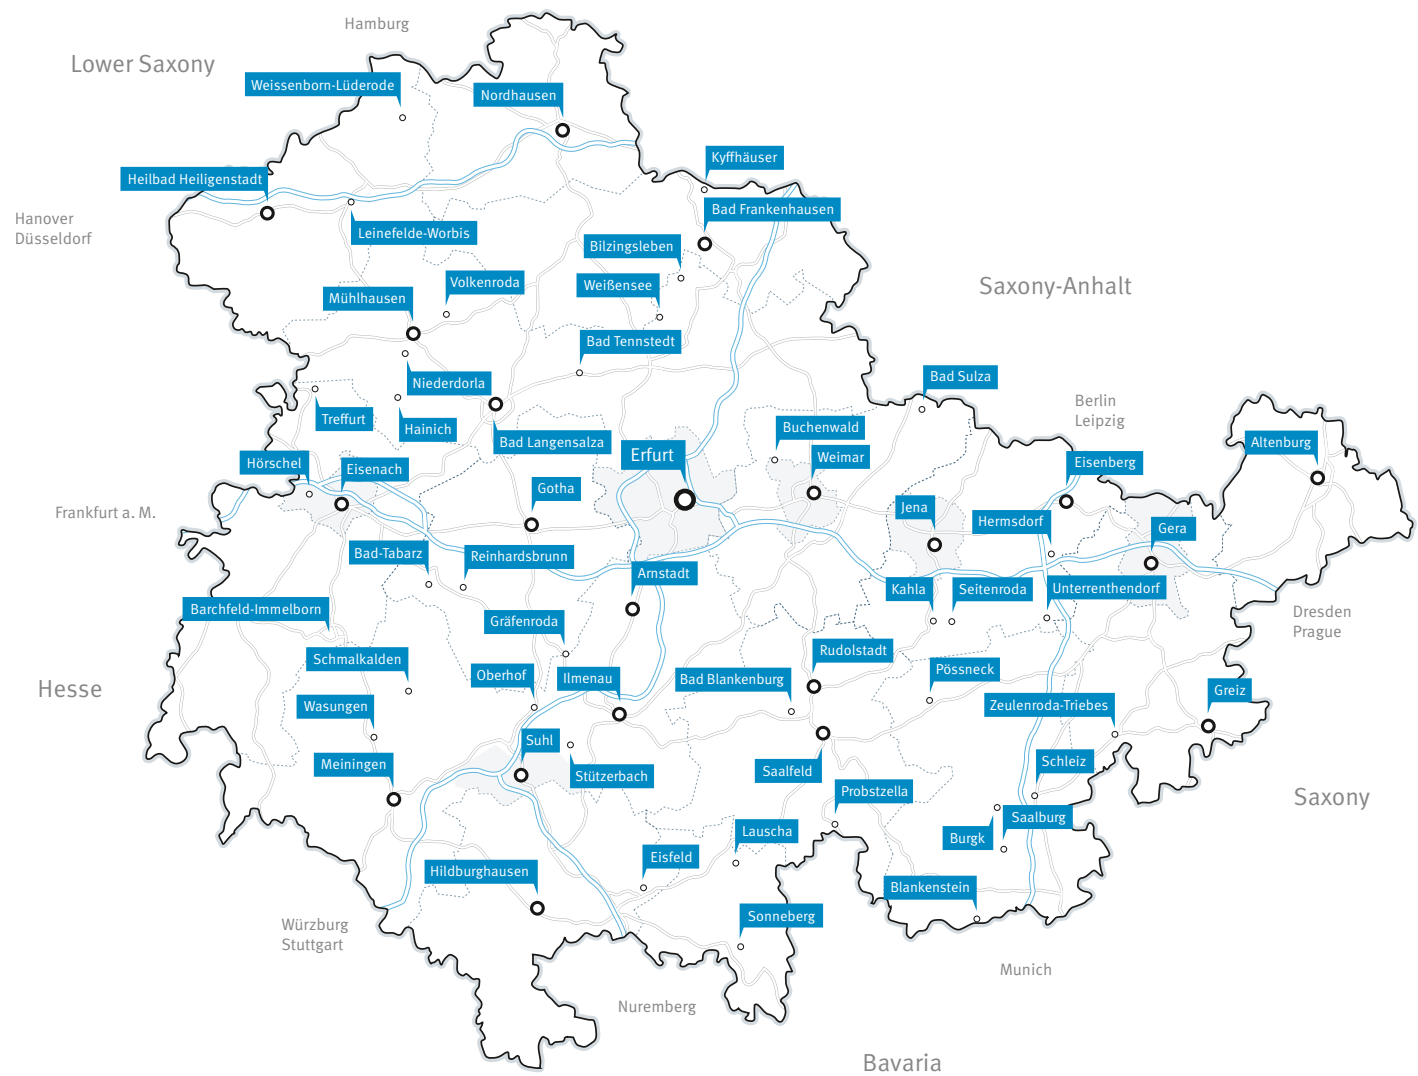 Hamburg
Lower Saxony
Weissenborn-Lüderode
Nordhausen
Kyffhäuser
Heilbad Heiligenstadt
Hanover
Düsseldorf
Leinefelde-Worbis
Bad Frankenhausen
Bilzingsleben
Volkenroda
Weißensee
Mühlhausen
Saxony-Anhalt
Bad Tennstedt
Niederdorla
Bad Sulza
Treffurt
Hainich
Bad Langensalza
Buchenwald
Berlin
Leipzig
Altenburg
Erfurt
Weimar
Hörschel
Eisenach
Eisenberg
Gotha
Frankfurt a. M.
Jena
Hermsdorf
Gera
Bad-Tabarz
Reinhardsbrunn
Arnstadt
Kahla
Seitenroda
Unterrenthendorf
Barchfeld-Immelborn
Gräfenroda
Dresden
Prague
Schmalkalden
Rudolstadt
Hesse
Oberhof
Ilmenau
Bad Blankenburg
Pössneck
Greiz
Wasungen
Zeulenroda-Triebes
Suhl
Meiningen
Stützerbach
Saalfeld
Schleiz
Probstzella
Saxony
Saalburg
Burgk
Lauscha
Eisfeld
Hildburghausen
Blankenstein
Sonneberg
Würzburg
Stuttgart
Munich
Nuremberg
Bavaria